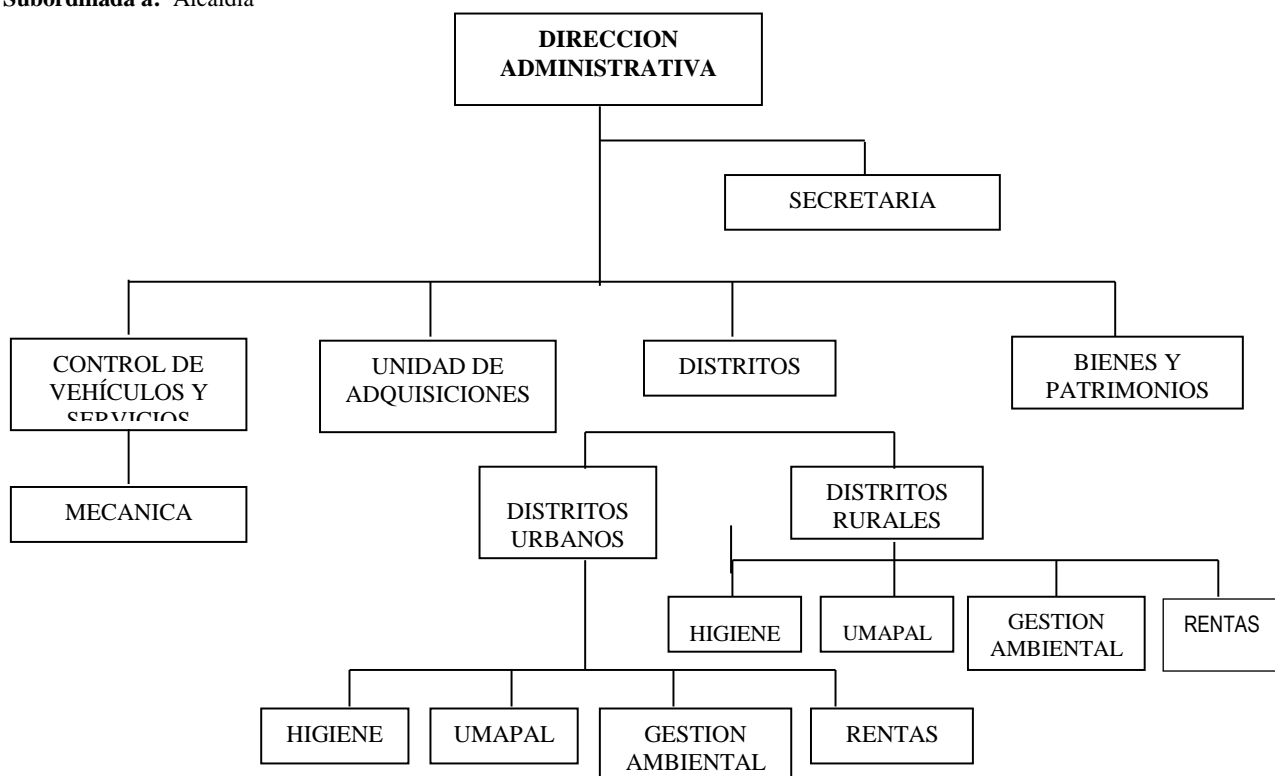 Subordinada a: Alcaldía
DIRECCION
ADMINISTRATIVA
SECRETARIA
CONTROL DE
VEHÍCULOS Y
SERVICIOS
UNIDAD DE
ADQUISICIONES
DISTRITOS
BIENES Y
PATRIMONIOS
MECANICA
DISTRITOS
URBANOS
DISTRITOS
RURALES
HIGIENE
UMAPAL
GESTION
AMBIENTAL
RENTAS
HIGIENE
UMAPAL
GESTION
AMBIENTAL
RENTAS